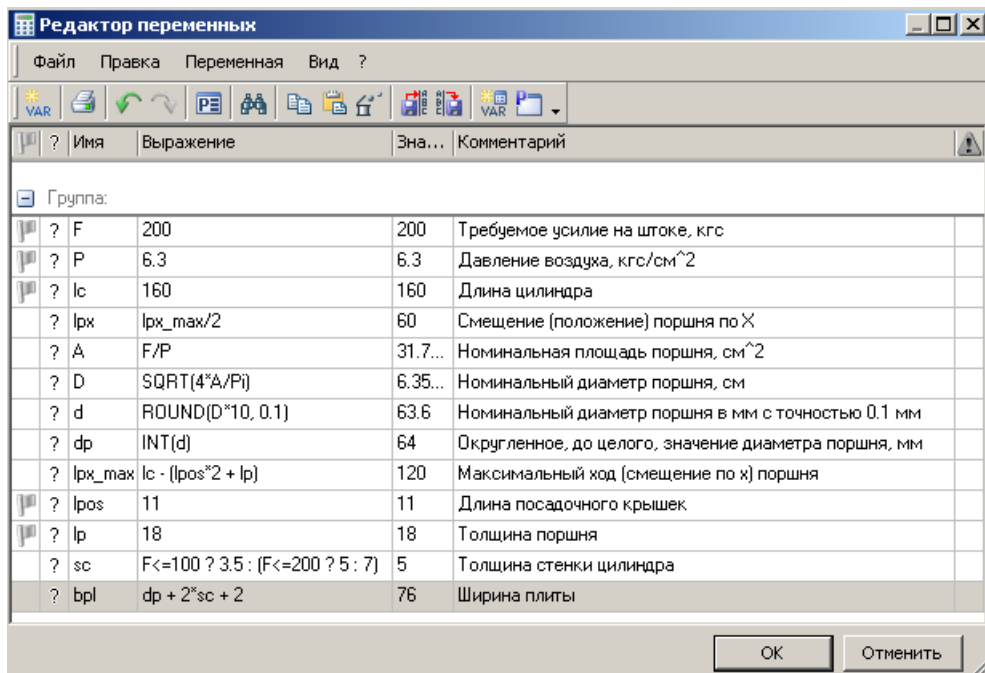 Редактор переменных
Файл Правка Переменная Вид ?
VAR PE VAR P
? Имя Выражение Зна... Комментарий
Группа:
? F 200 200 Требуемое усилие на штоке, кгс
? P 6.3 6.3 Давление воздуха, кгс/см^2
? lc 160 160 Длина цилиндра
? lpx lpx_max/2 60 Смещение (положение) поршня по X
? A F/P 31.7... Номинальная площадь поршня, см^2
? D SQRT(4*A/Pi) 6.35... Номинальный диаметр поршня, см
? d ROUND(D*10, 0.1) 63.6 Номинальный диаметр поршня в мм с точностью 0.1 мм
? dp INT(d) 64 Округленное, до целого, значение диаметра поршня, мм
? lpx_max lc - (lpos*2 + lp) 120 Максимальный ход (смещение по x) поршня
? lpos 11 11 Длина посадочного крышек
? lp 18 18 Толщина поршня
? sc F<=100 ? 3.5 : (F<=200 ? 5 : 7) 5 Толщина стенки цилиндра
? bpl dp + 2*sc + 2 76 Ширина плиты
OK Отменить